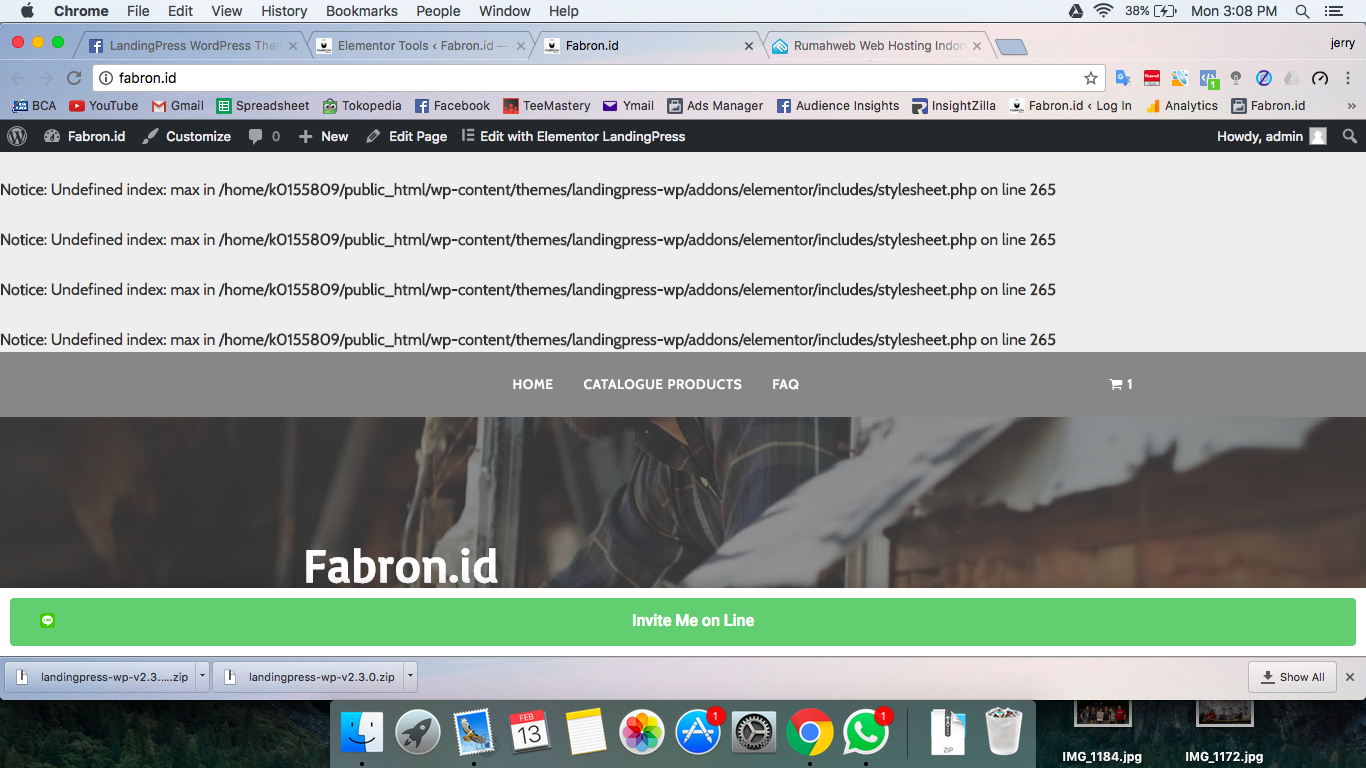 Chrome File Edit View History Bookmarks People Window Help 38% Mon 3:08 PM
LandingPress WordPress Then Elementor Tools ‹ Fabron.id — Fabron.id Rumahweb Web Hosting Indon jerry
fabron.id
BCA YouTube Gmail Spreadsheet Tokopedia Facebook TeeMastery Ymail Ads Manager Audience Insights InsightZilla Fabron.id ‹ Log In Analytics Fabron.id »
Fabron.id Customize 0 New Edit Page Edit with Elementor LandingPress Howdy, admin
Notice: Undefined index: max in /home/k0155809/public_html/wp-content/themes/landingpress-wp/addons/elementor/includes/stylesheet.php on line 265
Notice: Undefined index: max in /home/k0155809/public_html/wp-content/themes/landingpress-wp/addons/elementor/includes/stylesheet.php on line 265
Notice: Undefined index: max in /home/k0155809/public_html/wp-content/themes/landingpress-wp/addons/elementor/includes/stylesheet.php on line 265
Notice: Undefined index: max in /home/k0155809/public_html/wp-content/themes/landingpress-wp/addons/elementor/includes/stylesheet.php on line 265
HOME CATALOGUE PRODUCTS FAQ 1
Fabron.id
Invite Me on Line
landingpress-wp-v2.3.....zip landingpress-wp-v2.3.0.zip Show All
FEB 13 1 1 ZIP
IMG_1184.jpg IMG_1172.jpg